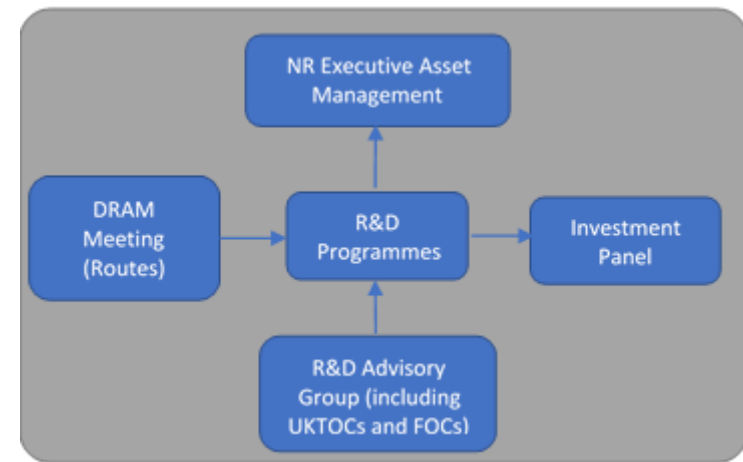 NR Executive Asset
Management
DRAM
Meeting
(Routes)
R&D
Programmes
Investment
Panel
R&D Advisory
Group (including
UKTOCs and FOCs)